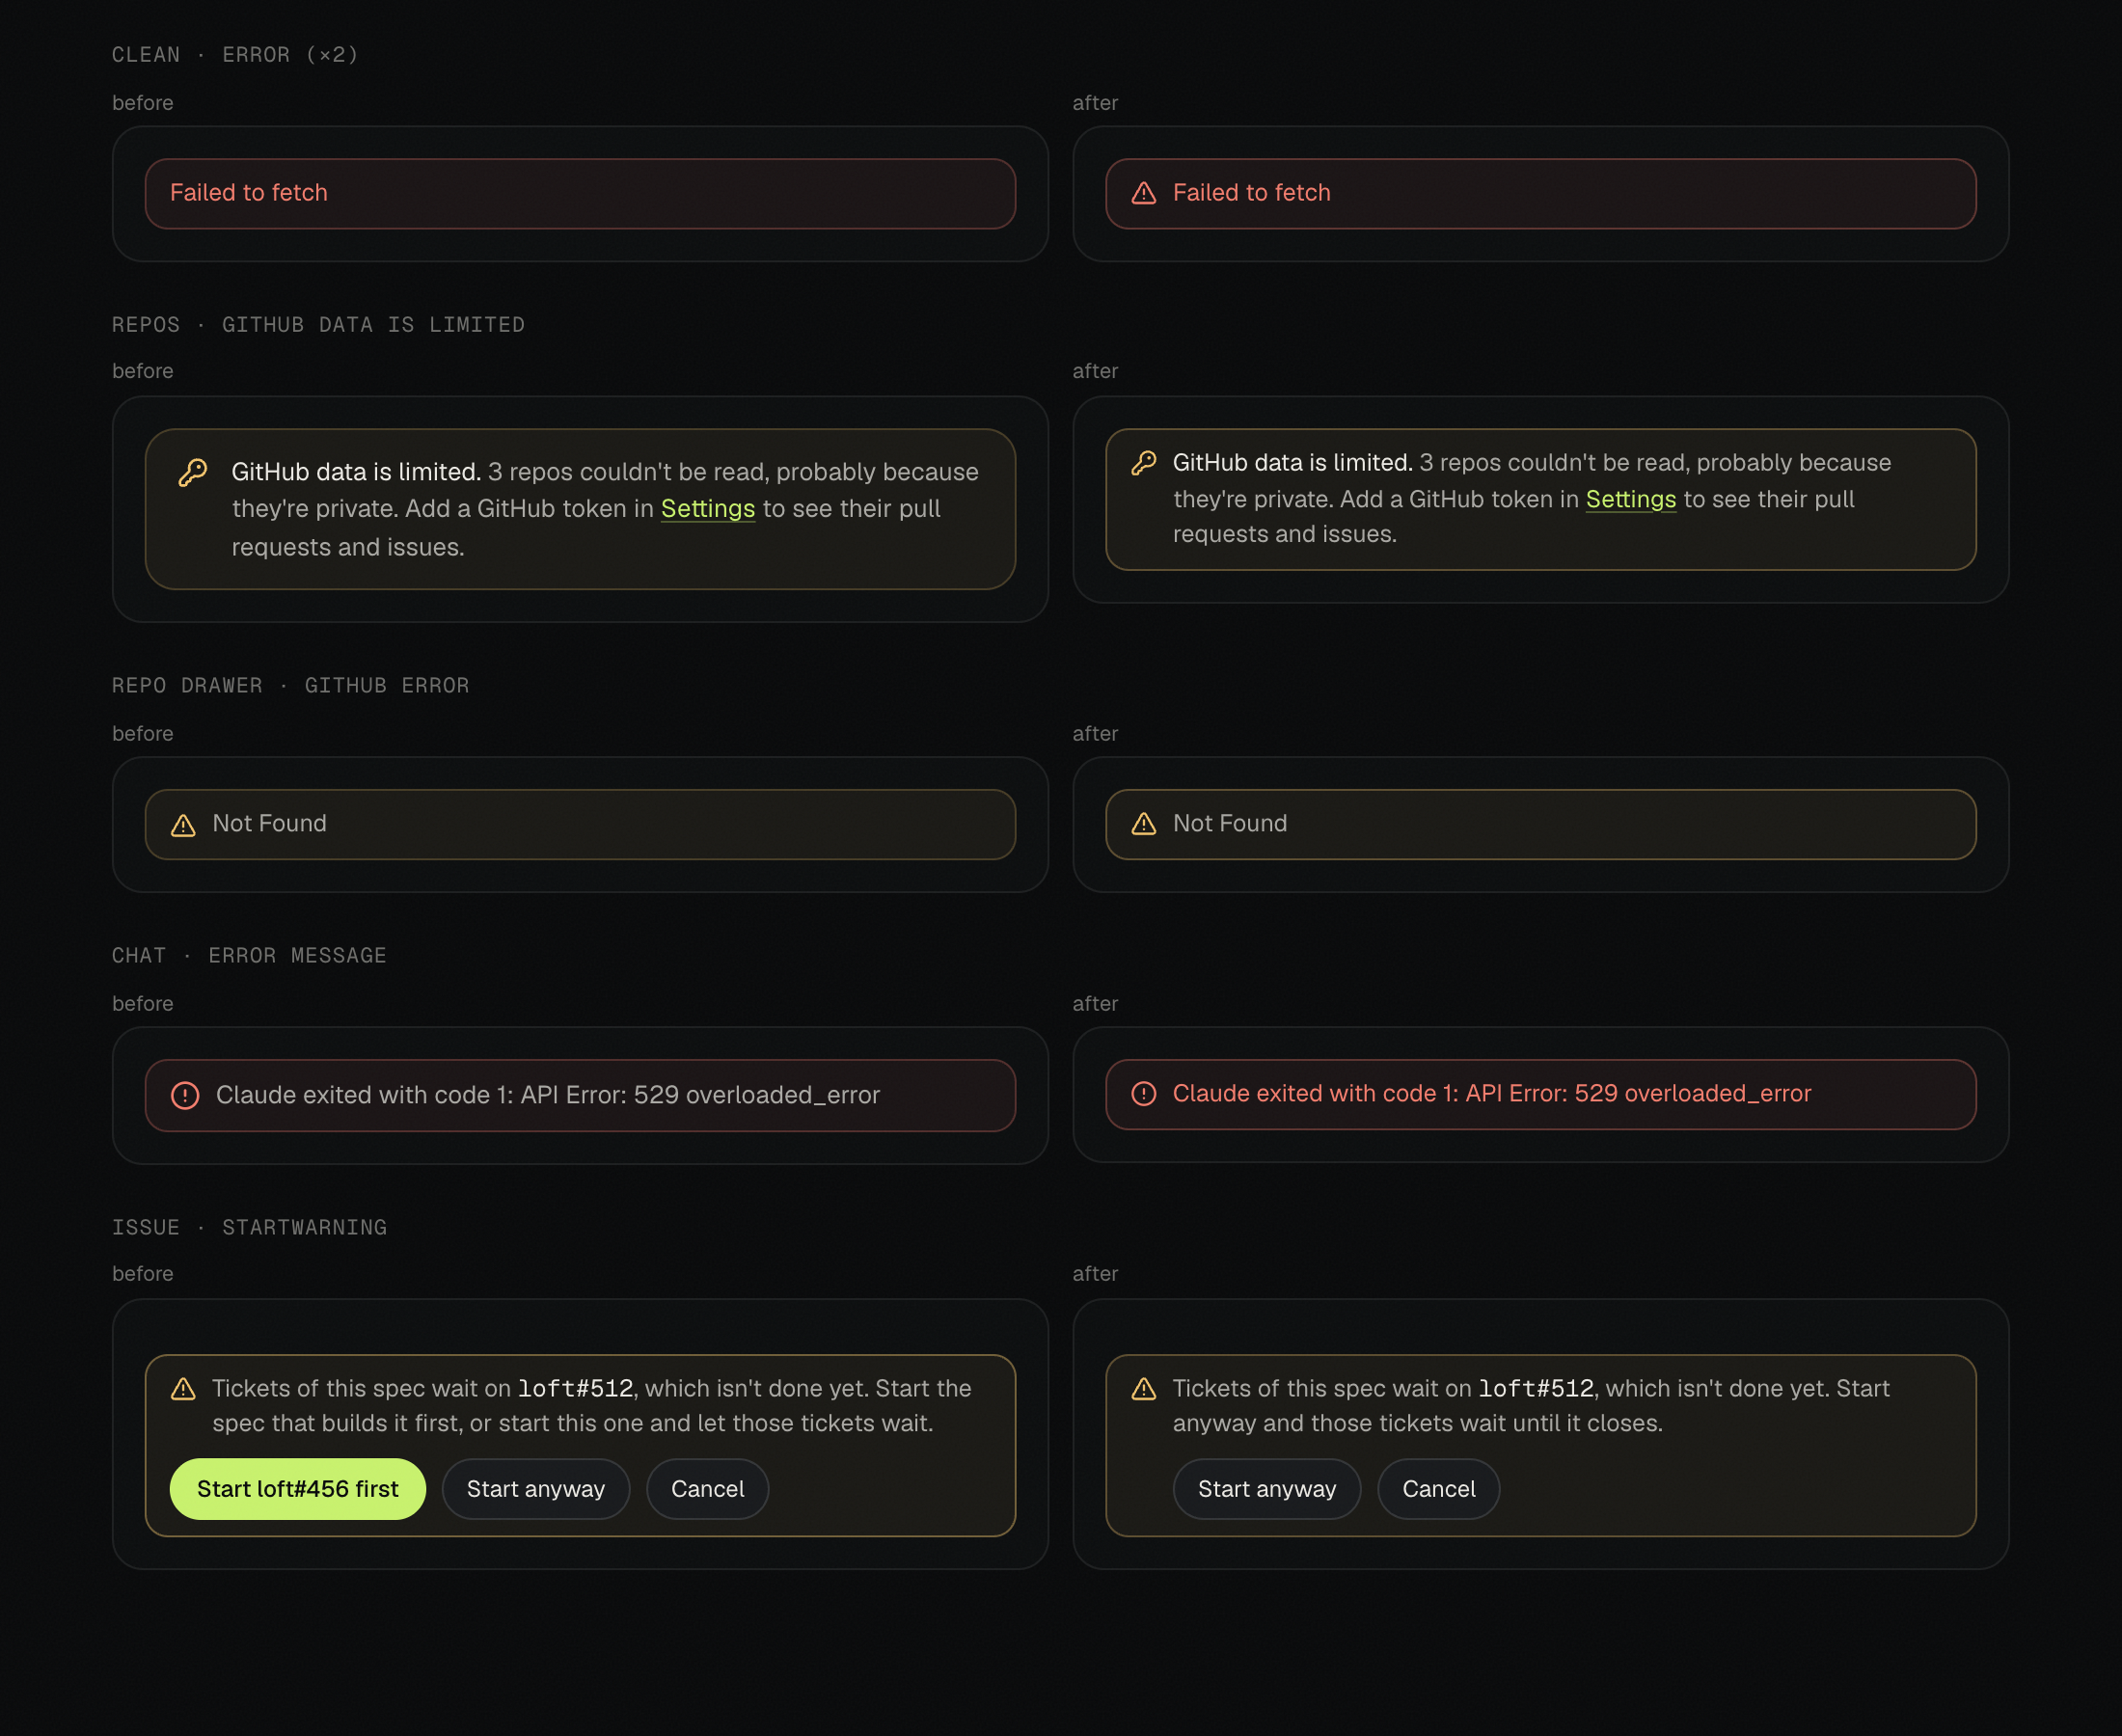 CLEAN · ERROR (×2)
before
after
Failed to fetch
Failed to fetch
REPOS · GITHUB DATA IS LIMITED
before
after
GitHub data is limited. 3 repos couldn't be read, probably because
they're private. Add a GitHub token in Settings to see their pull
requests and issues.
GitHub data is limited. 3 repos couldn't be read, probably because
they're private. Add a GitHub token in Settings to see their pull
requests and issues.
REPO DRAWER · GITHUB ERROR
before
after
Not Found
Not Found
CHAT · ERROR MESSAGE
before
after
Claude exited with code 1: API Error: 529 overloaded_error
Claude exited with code 1: API Error: 529 overloaded_error
ISSUE · STARTWARNING
before
after
Tickets of this spec wait on loft#512, which isn't done yet. Start the
spec that builds it first, or start this one and let those tickets wait.
Start loft#456 first
Start anyway
Cancel
Tickets of this spec wait on loft#512, which isn't done yet. Start
anyway and those tickets wait until it closes.
Start anyway
Cancel